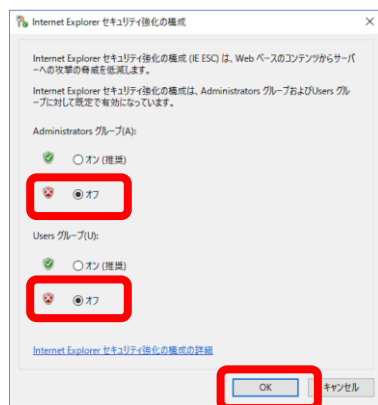 Internet Explorer セキュリティ強化の構成
Internet Explorer セキュリティ強化の構成 (IE ESC) は、Web ベースのコンテンツからサーバ
ーへの攻撃の脅威を低減します。
Internet Explorer セキュリティ強化の構成は、Administrators グループおよびUsers グル
ープに対して既定で有効になっています。
Administrators グループ(A):
オン (推奨)
オフ
Users グループ(U):
オン (推奨)
オフ
Internet Explorer セキュリティ強化の構成の詳細
OK
キャンセル